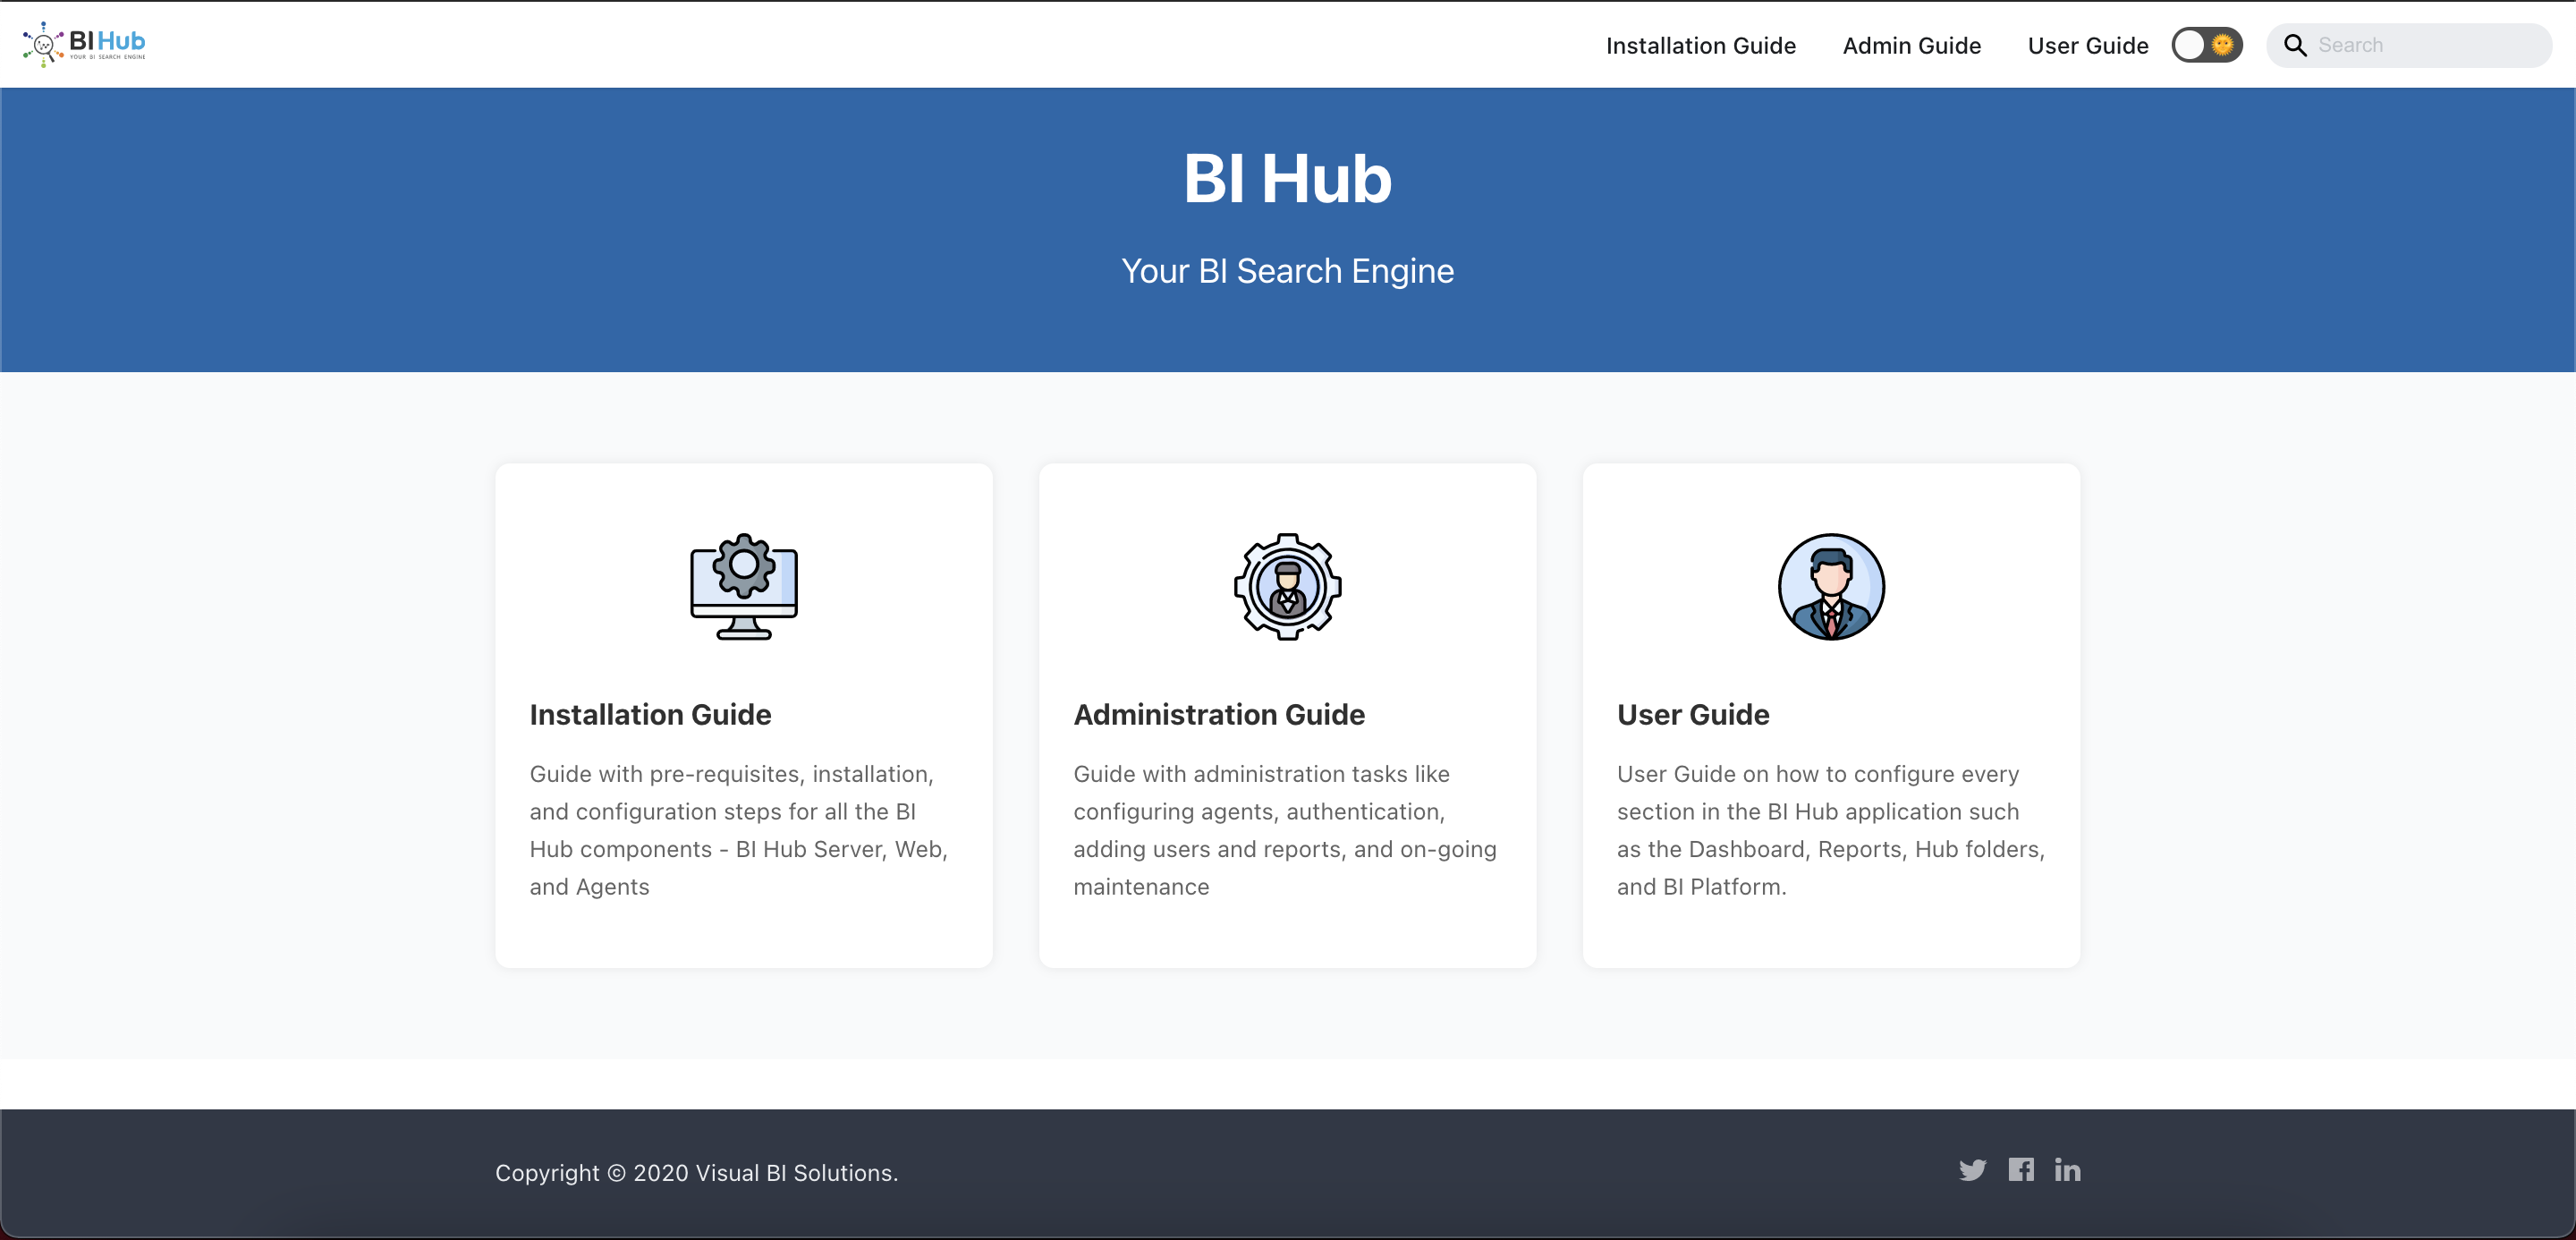 BI Hub
YOUR BI SEARCH ENGINE
Installation Guide
Admin Guide
User Guide
Search
BI Hub
Your BI Search Engine
Installation Guide
Guide with pre-requisites, installation,
and configuration steps for all the BI
Hub components - BI Hub Server, Web,
and Agents
Administration Guide
Guide with administration tasks like
configuring agents, authentication,
adding users and reports, and on-going
maintenance
User Guide
User Guide on how to configure every
section in the BI Hub application such
as the Dashboard, Reports, Hub folders,
and BI Platform.
Copyright © 2020 Visual BI Solutions.